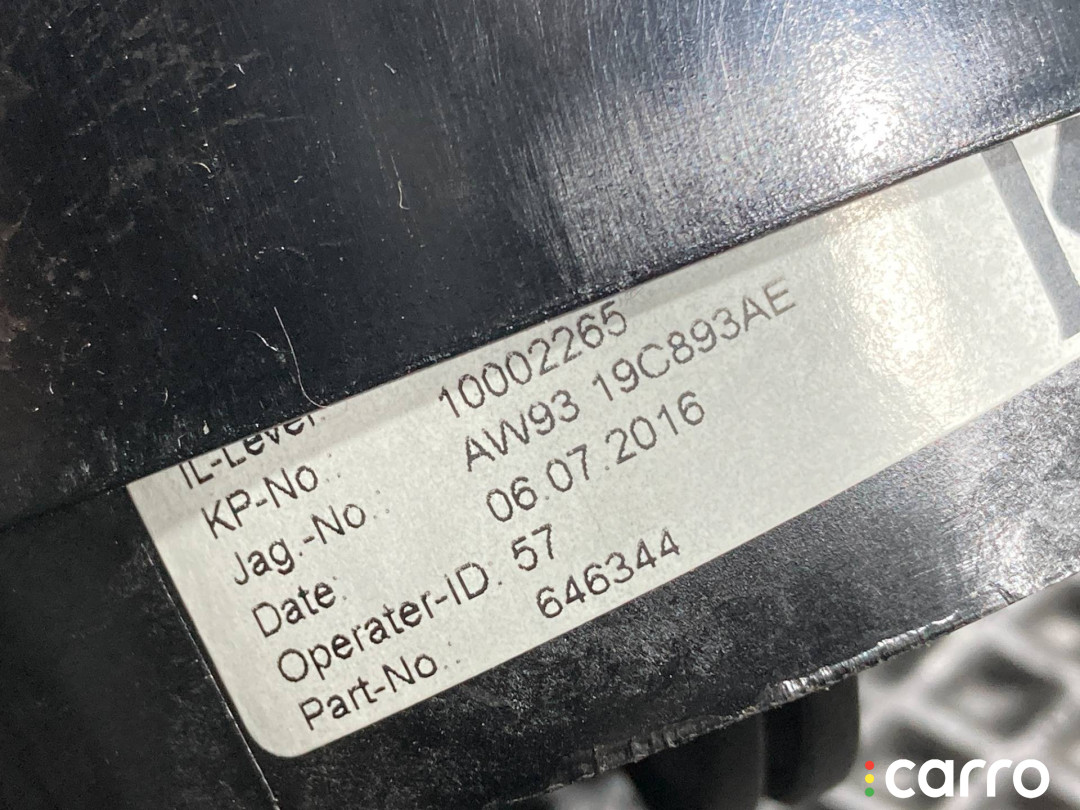 IL-Level:
KP-No.: 10002265
Jag.-No.: AW93 19C893AE
Date: 06.07.2016
Operater-ID: 57
Part-No.: 646344
carro